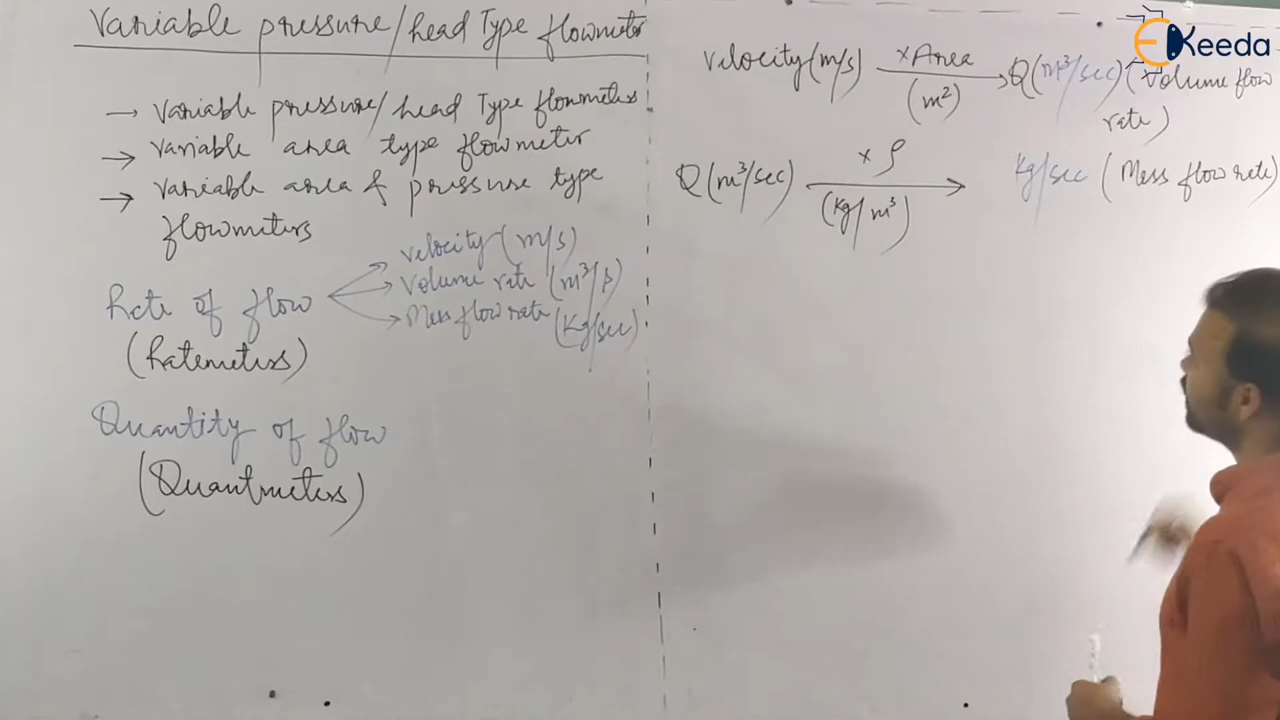 Variable pressure/head Type flowmeter
→ Variable pressure/head Type flowmeters
→ Variable area type flowmeter
→ Variable area & pressure type
flowmeters
Rate of flow
velocity (m/s)
Volume rate (m³/s)
Mass flow rate (Kg/sec)
(Ratemeters)
Quantity of flow
(Quantmeters)
EKeeda
velocity (m/s) × Area (m²) → Q (m³/sec) (Volume flow
rate)
Q (m³/sec) × ρ (kg/m³) → Kg/sec (Mass flow rate)